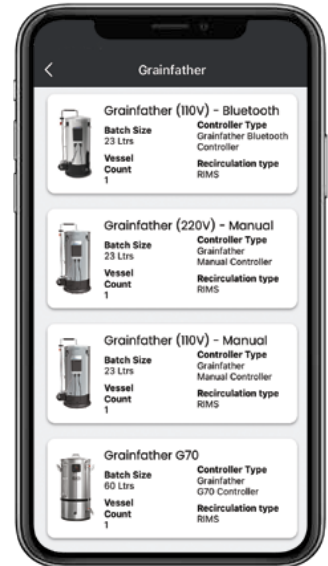 Grainfather
Grainfather (110V) - Bluetooth
Batch Size
23 Ltrs
Vessel
Count
1
Controller Type
Grainfather Bluetooth
Controller
Recirculation type
RIMS
Grainfather (220V) - Manual
Batch Size
23 Ltrs
Vessel
Count
1
Controller Type
Grainfather
Manual Controller
Recirculation type
RIMS
Grainfather (110V) - Manual
Batch Size
23 Ltrs
Vessel
Count
1
Controller Type
Grainfather
Manual Controller
Recirculation type
RIMS
Grainfather G70
Batch Size
60 Ltrs
Vessel
Count
1
Controller Type
Grainfather
G70 Controller
Recirculation type
RIMS